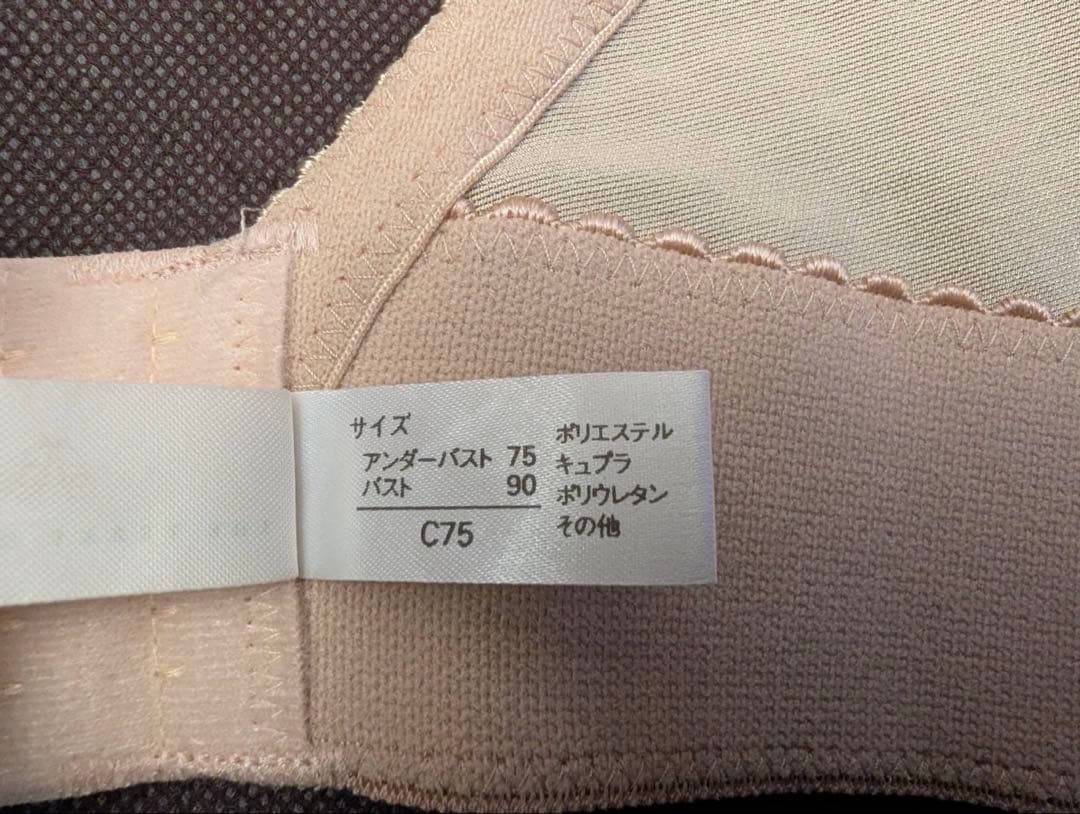 サイズ
アンダーバスト 75
バスト 90
C75
ポリエステル
キュプラ
ポリウレタン
その他